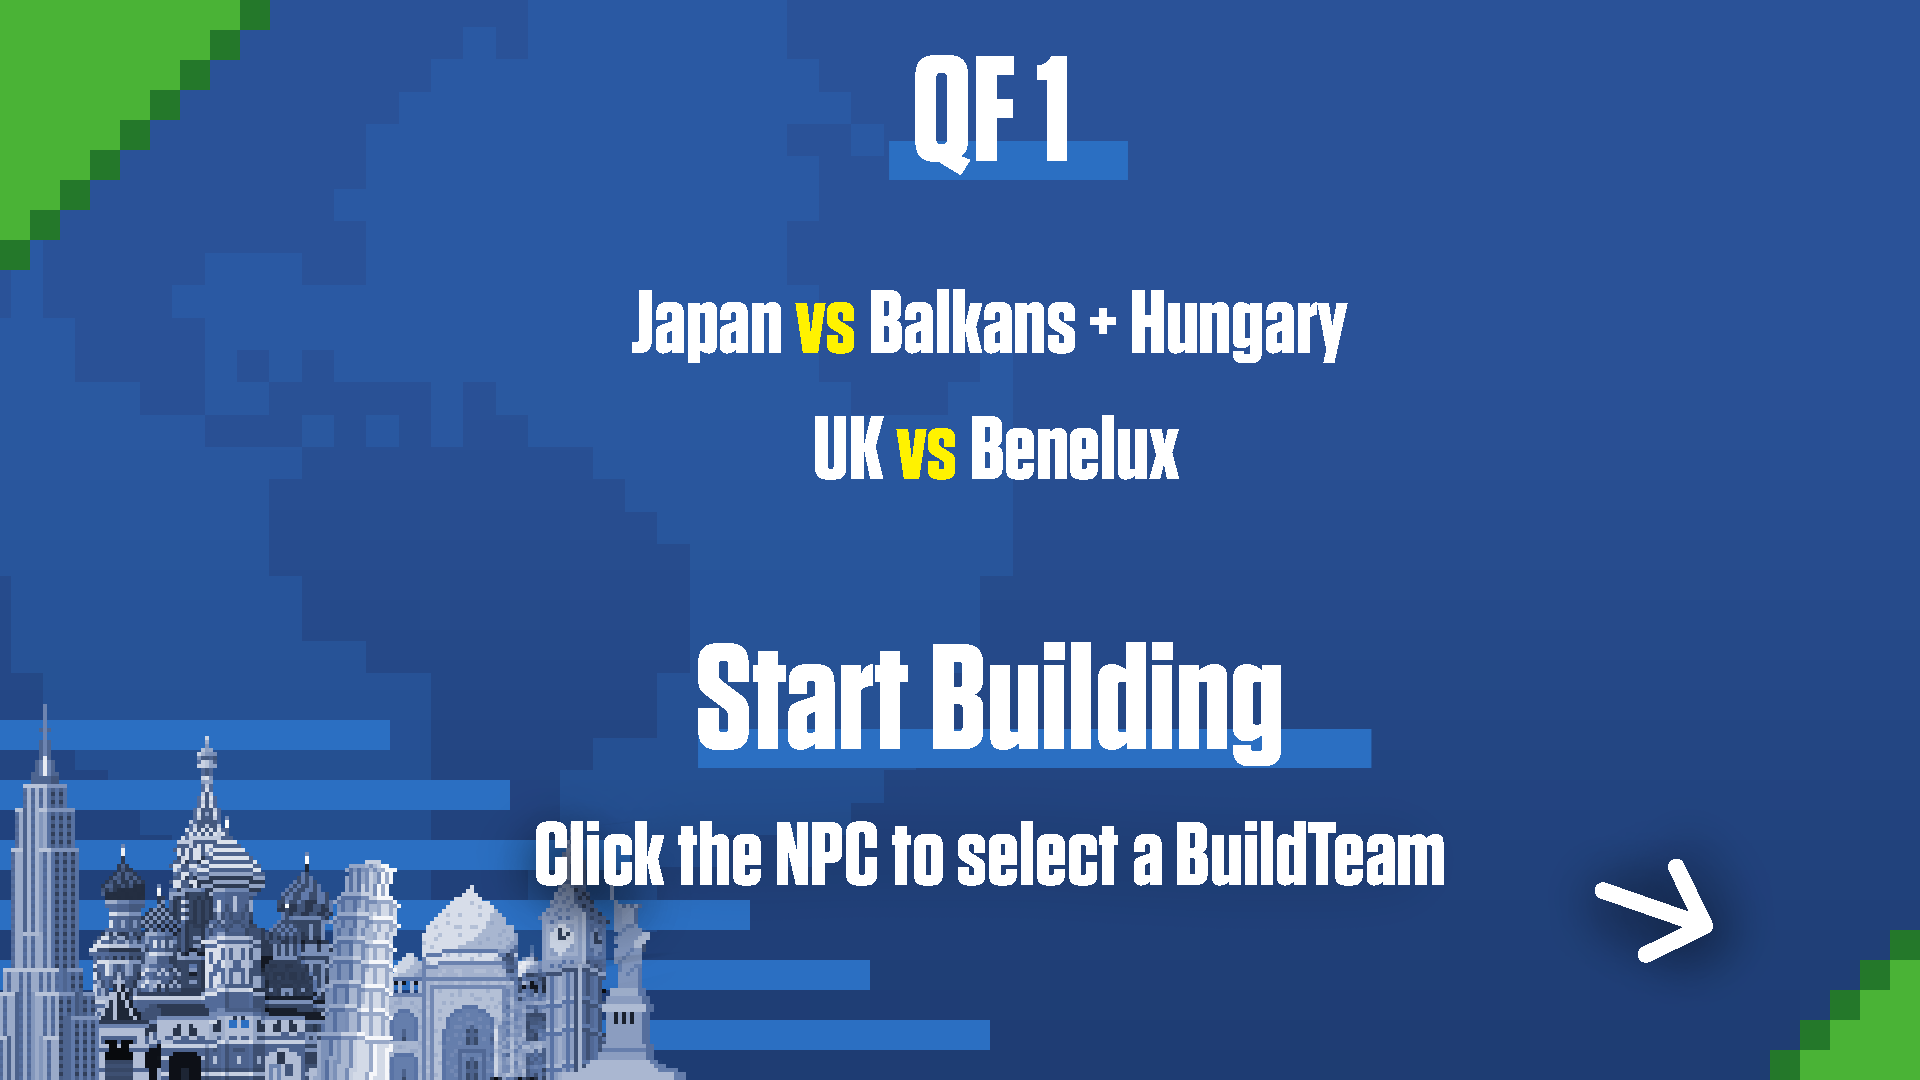 QF 1
Japan vs Balkans + Hungary
UK vs Benelux
Start Building
Click the NPC to select a BuildTeam